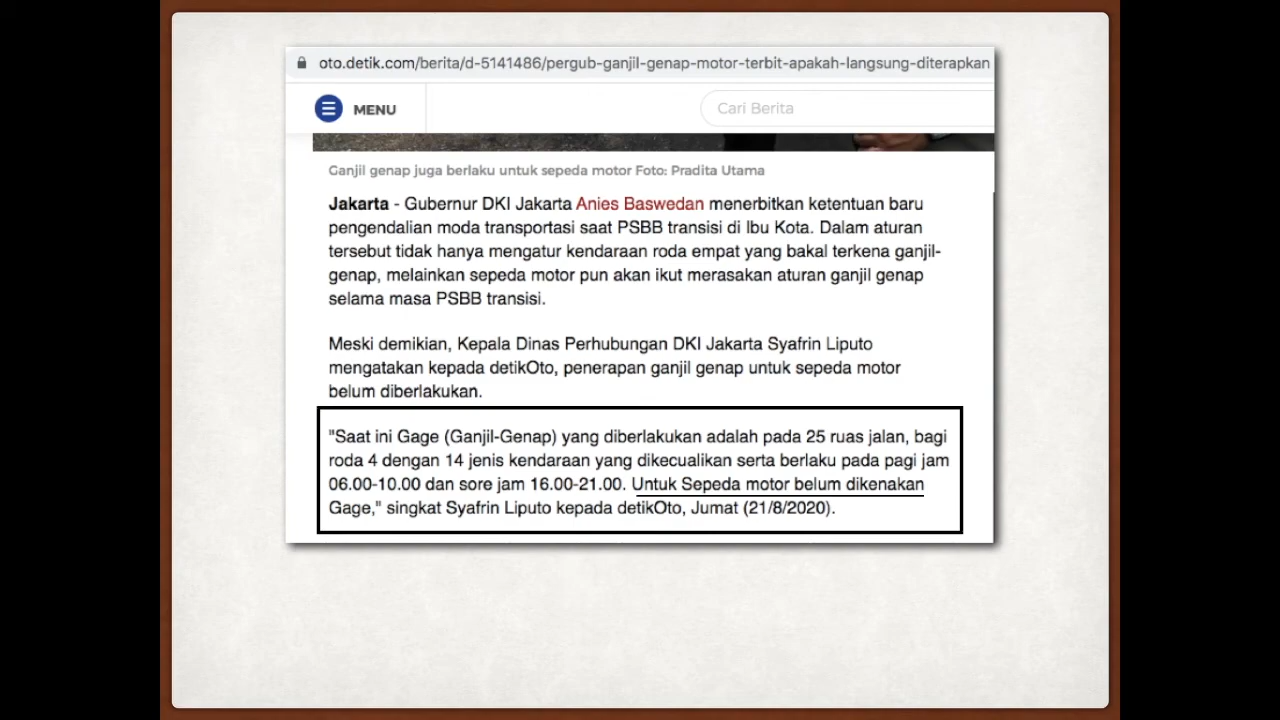 oto.detik.com/berita/d-5141486/pergub-ganjil-genap-motor-terbit-apakah-langsung-diterapkan
MENU
Cari Berita
Ganjil genap juga berlaku untuk sepeda motor Foto: Pradita Utama
Jakarta - Gubernur DKI Jakarta Anies Baswedan menerbitkan ketentuan baru
pengendalian moda transportasi saat PSBB transisi di Ibu Kota. Dalam aturan
tersebut tidak hanya mengatur kendaraan roda empat yang bakal terkena ganjil-
genap, melainkan sepeda motor pun akan ikut merasakan aturan ganjil genap
selama masa PSBB transisi.
Meski demikian, Kepala Dinas Perhubungan DKI Jakarta Syafrin Liputo
mengatakan kepada detikOto, penerapan ganjil genap untuk sepeda motor
belum diberlakukan.
"Saat ini Gage (Ganjil-Genap) yang diberlakukan adalah pada 25 ruas jalan, bagi
roda 4 dengan 14 jenis kendaraan yang dikecualikan serta berlaku pada pagi jam
06.00-10.00 dan sore jam 16.00-21.00. Untuk Sepeda motor belum dikenakan
Gage," singkat Syafrin Liputo kepada detikOto, Jumat (21/8/2020).